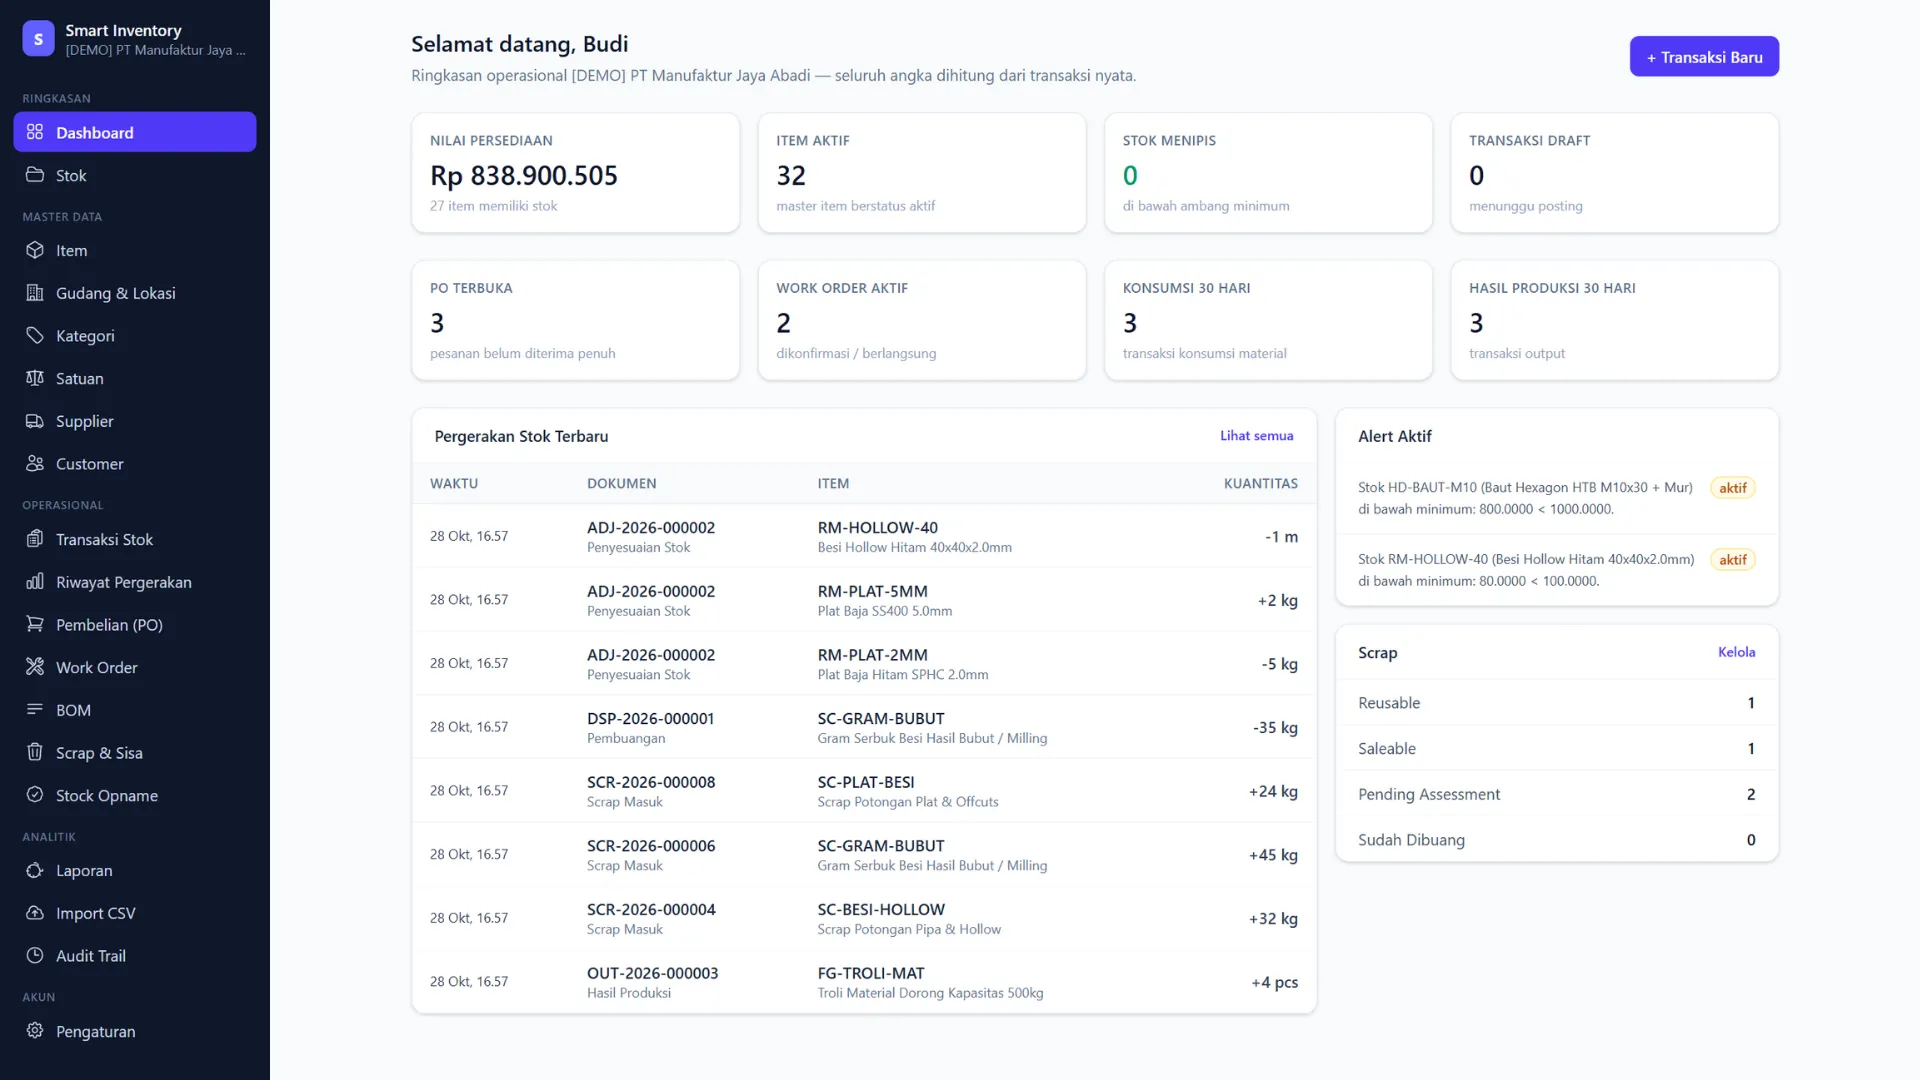 S
Smart Inventory
[DEMO] PT Manufaktur Jaya ...
RINGKASAN
Dashboard
Stok
MASTER DATA
Item
Gudang & Lokasi
Kategori
Satuan
Supplier
Customer
OPERASIONAL
Transaksi Stok
Riwayat Pergerakan
Pembelian (PO)
Work Order
BOM
Scrap & Sisa
Stock Opname
ANALITIK
Laporan
Import CSV
Audit Trail
AKUN
Pengaturan
Selamat datang, Budi
Ringkasan operasional [DEMO] PT Manufaktur Jaya Abadi — seluruh angka dihitung dari transaksi nyata.
+ Transaksi Baru
NILAI PERSEDIAAN
Rp 838.900.505
27 item memiliki stok
ITEM AKTIF
32
master item berstatus aktif
STOK MENIPIS
0
di bawah ambang minimum
TRANSAKSI DRAFT
0
menunggu posting
PO TERBUKA
3
pesanan belum diterima penuh
WORK ORDER AKTIF
2
dikonfirmasi / berlangsung
KONSUMSI 30 HARI
3
transaksi konsumsi material
HASIL PRODUKSI 30 HARI
3
transaksi output
Pergerakan Stok Terbaru Lihat semua
WAKTU DOKUMEN ITEM KUANTITAS
28 Okt, 16.57 ADJ-2026-000002 RM-HOLLOW-40 -1 m
Penyesuaian Stok Besi Hollow Hitam 40x40x2.0mm
28 Okt, 16.57 ADJ-2026-000002 RM-PLAT-5MM +2 kg
Penyesuaian Stok Plat Baja SS400 5.0mm
28 Okt, 16.57 ADJ-2026-000002 RM-PLAT-2MM -5 kg
Penyesuaian Stok Plat Baja Hitam SPHC 2.0mm
28 Okt, 16.57 DSP-2026-000001 SC-GRAM-BUBUT -35 kg
Pembuangan Gram Serbuk Besi Hasil Bubut / Milling
28 Okt, 16.57 SCR-2026-000008 SC-PLAT-BESI +24 kg
Scrap Masuk Scrap Potongan Plat & Offcuts
28 Okt, 16.57 SCR-2026-000006 SC-GRAM-BUBUT +45 kg
Scrap Masuk Gram Serbuk Besi Hasil Bubut / Milling
28 Okt, 16.57 SCR-2026-000004 SC-BESI-HOLLOW +32 kg
Scrap Masuk Scrap Potongan Pipa & Hollow
28 Okt, 16.57 OUT-2026-000003 FG-TROLI-MAT +4 pcs
Hasil Produksi Troli Material Dorong Kapasitas 500kg
Alert Aktif
Stok HD-BAUT-M10 (Baut Hexagon HTB M10x30 + Mur) aktif
di bawah minimum: 800.0000 < 1000.0000.
Stok RM-HOLLOW-40 (Besi Hollow Hitam 40x40x2.0mm) aktif
di bawah minimum: 80.0000 < 100.0000.
Scrap Kelola
Reusable 1
Saleable 1
Pending Assessment 2
Sudah Dibuang 0